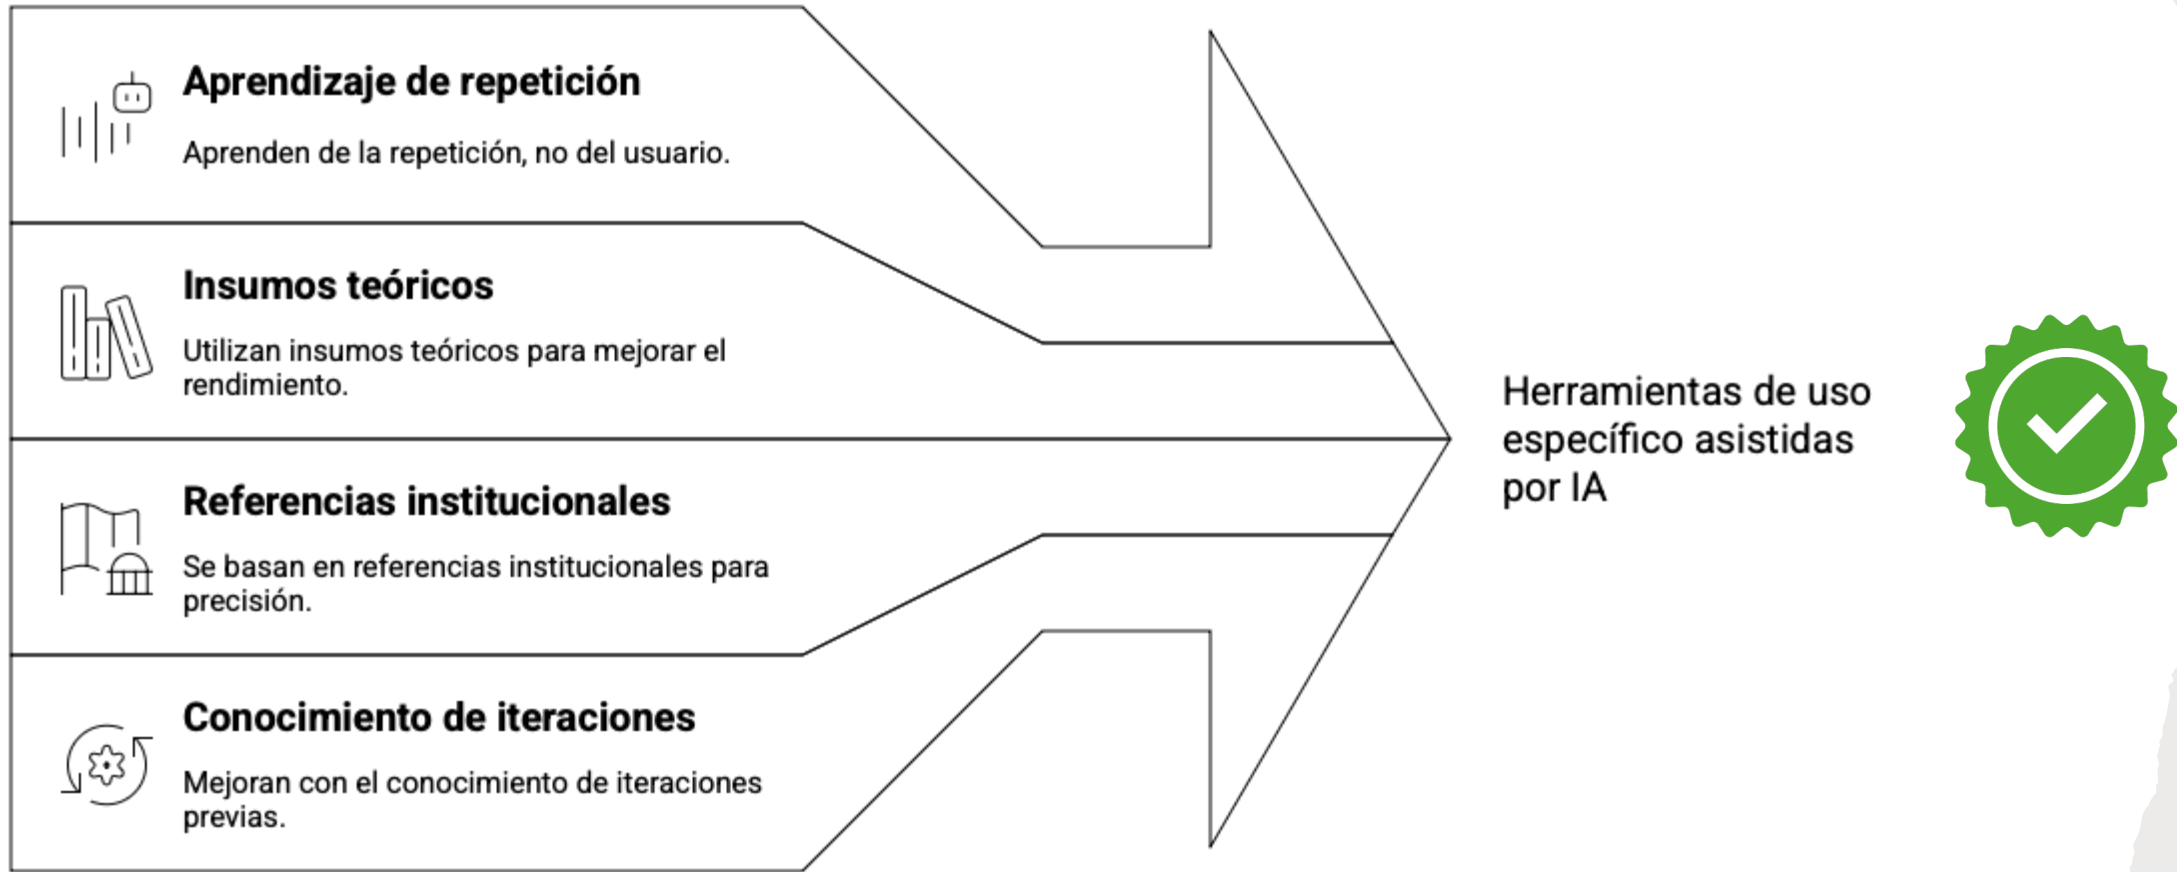 Aprendizaje de repetición
Aprenden de la repetición, no del usuario.
Insumos teóricos
Utilizan insumos teóricos para mejorar el
rendimiento.
Referencias institucionales
Se basan en referencias institucionales para
precisión.
Conocimiento de iteraciones
Mejoran con el conocimiento de iteraciones
previas.
Herramientas de uso
específico asistidas
por IA